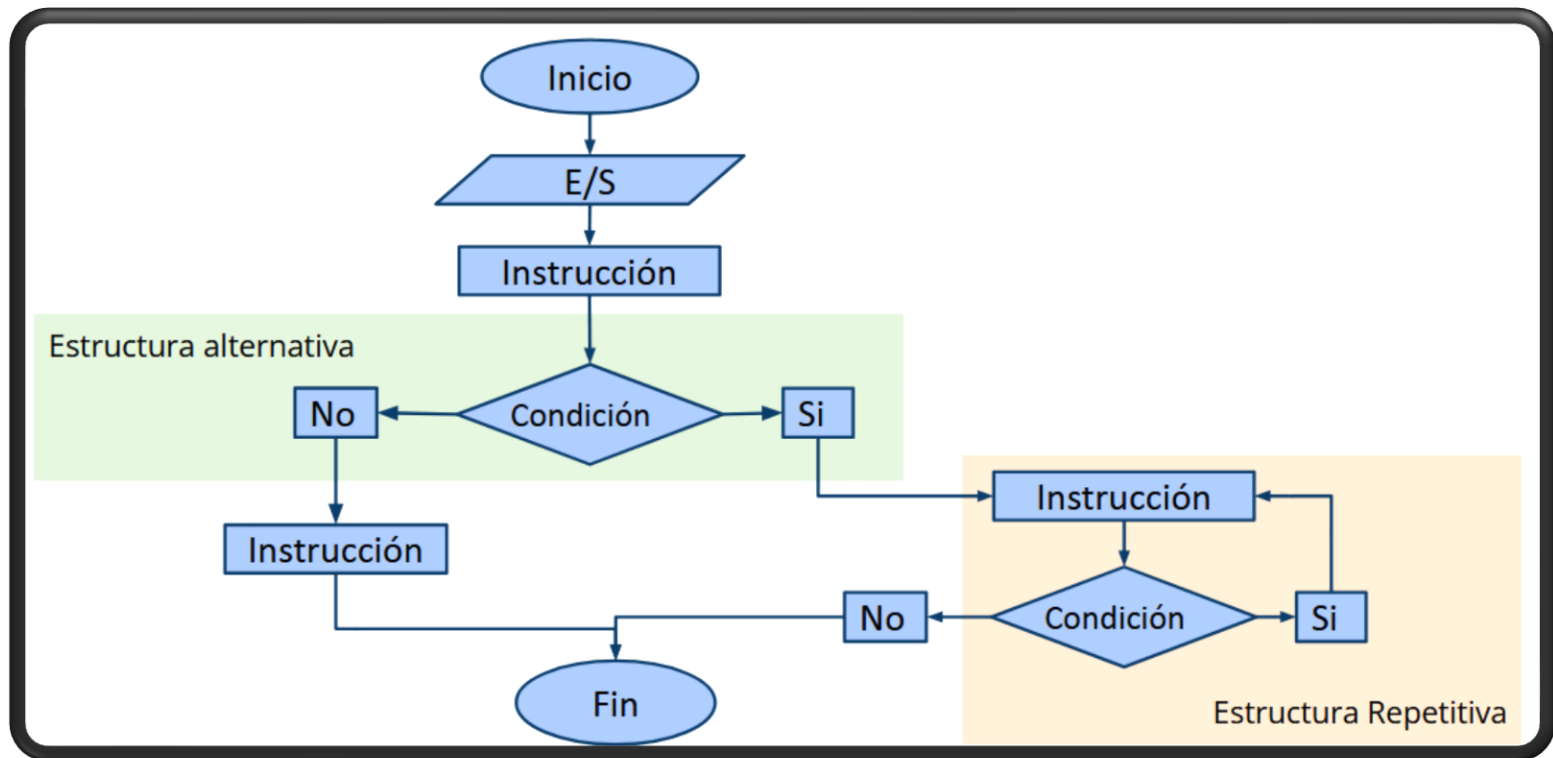 Inicio
E/S
Instrucción
Estructura alternativa
No
Condición
Si
Instrucción
Instrucción
No
Condición
Si
Fin
Estructura Repetitiva